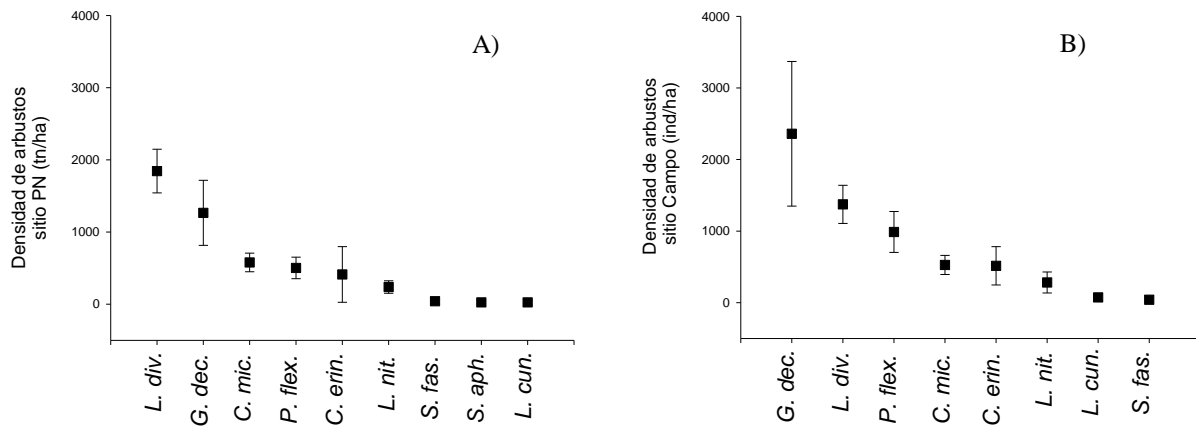 A)
Densidad de arbustos
sitio PN (tn/ha)
4000
3000
2000
1000
0
L. div.
G. dec.
C. mic.
P. flex.
C. erin.
L. nit.
S. fas.
S. aph.
L. cun.
B)
Densidad de arbustos
sitio Campo (ind/ha)
4000
3000
2000
1000
0
G. dec.
L. div.
P. flex.
C. mic.
C. erin.
L. nit.
L. cun.
S. fas.